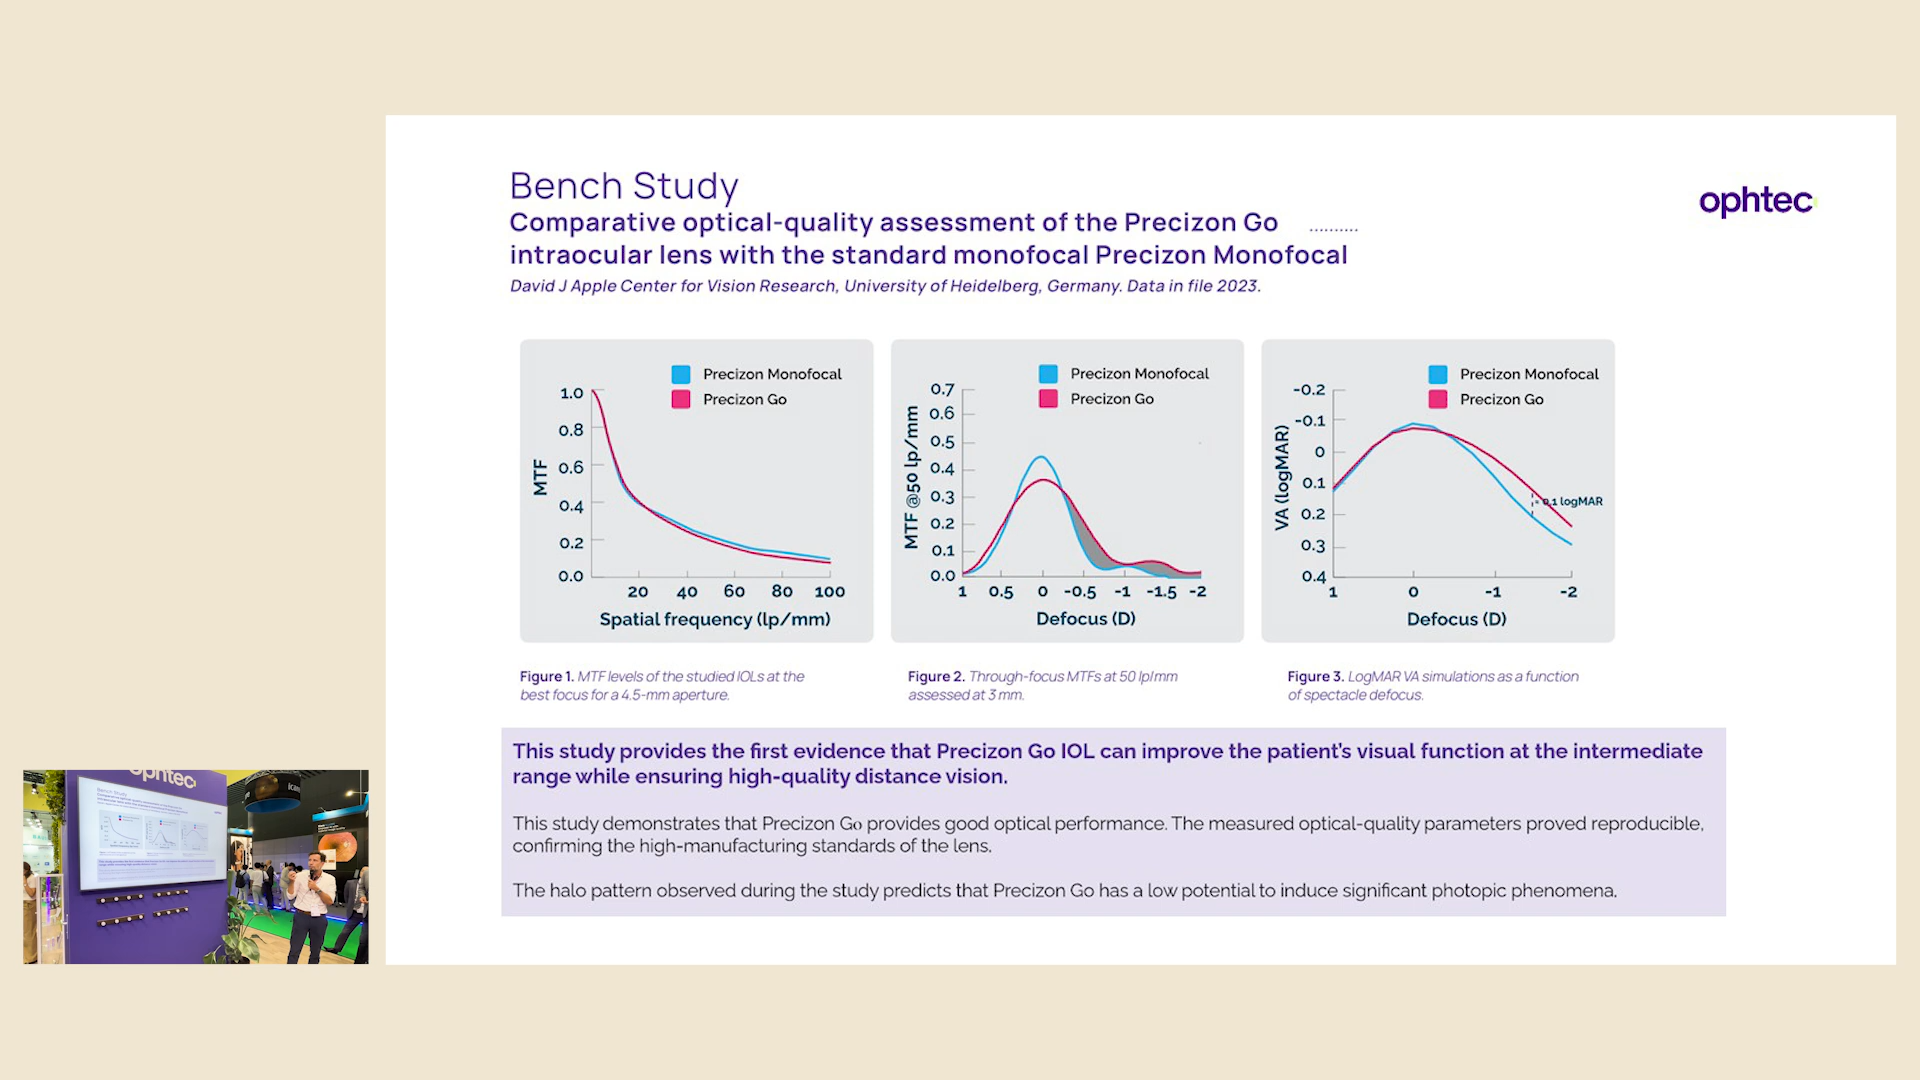 Bench Study
Comparative optical-quality assessment of the Precizon Go ..........
intraocular lens with the standard monofocal Precizon Monofocal
David J Apple Center for Vision Research, University of Heidelberg, Germany. Data in file 2023.
ophtec
Precizon Monofocal
Precizon Go
MTF
1.0
0.8
0.6
0.4
0.2
0.0
20 40 60 80 100
Spatial frequency (lp/mm)
Precizon Monofocal
Precizon Go
MTF @50 lp/mm
0.7
0.6
0.5
0.4
0.3
0.2
0.1
0.0
1 0.5 0 -0.5 -1 -1.5 -2
Defocus (D)
Precizon Monofocal
Precizon Go
VA (logMAR)
-0.2
-0.1
0
0.1
0.2
0.3
0.4
≈ 0.1 logMAR
1 0 -1 -2
Defocus (D)
Figure 1. MTF levels of the studied IOLs at the
best focus for a 4.5-mm aperture.
Figure 2. Through-focus MTFs at 50 lp/mm
assessed at 3 mm.
Figure 3. LogMAR VA simulations as a function
of spectacle defocus.
This study provides the first evidence that Precizon Go IOL can improve the patient's visual function at the intermediate
range while ensuring high-quality distance vision.
This study demonstrates that Precizon Go provides good optical performance. The measured optical-quality parameters proved reproducible,
confirming the high-manufacturing standards of the lens.
The halo pattern observed during the study predicts that Precizon Go has a low potential to induce significant photopic phenomena.
ophtec
Bench Study